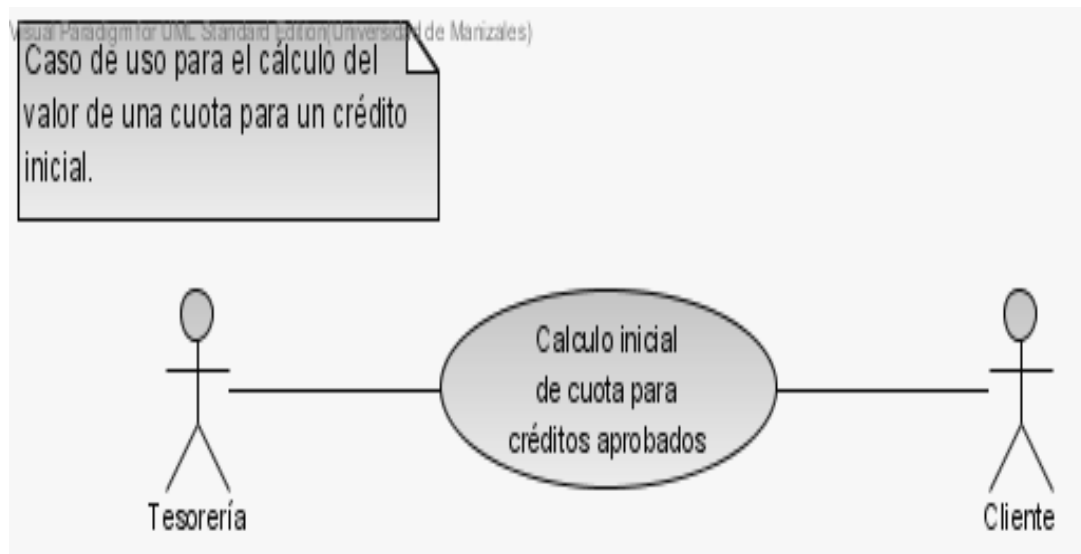 Visual Paradigm for UML Standard Edition(Universidad de Manizales)
Caso de uso para el cálculo del
valor de una cuota para un crédito
inicial.
Calculo inicial
de cuota para
créditos aprobados
Tesorería
Cliente